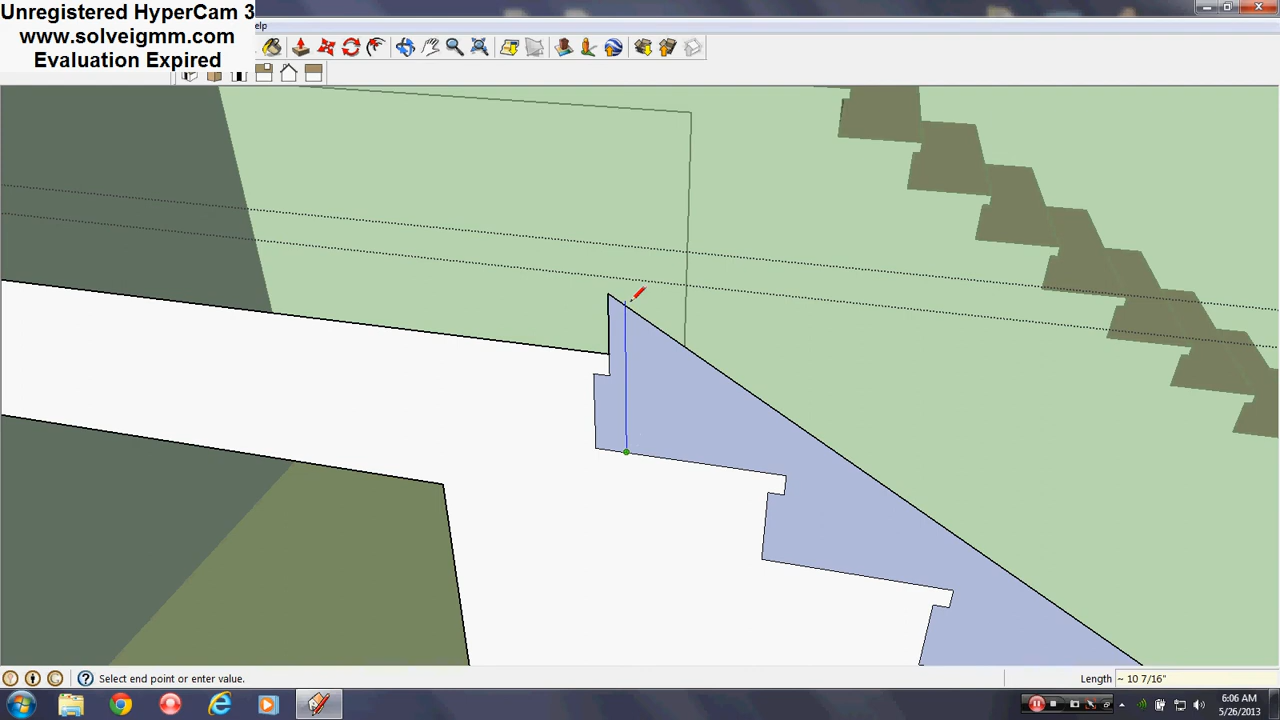 Unregistered HyperCam 3
www.solveigmm.com
Evaluation Expired
elp
Select end point or enter value.
Length
~ 10 7/16"
6:06 AM
5/26/2013